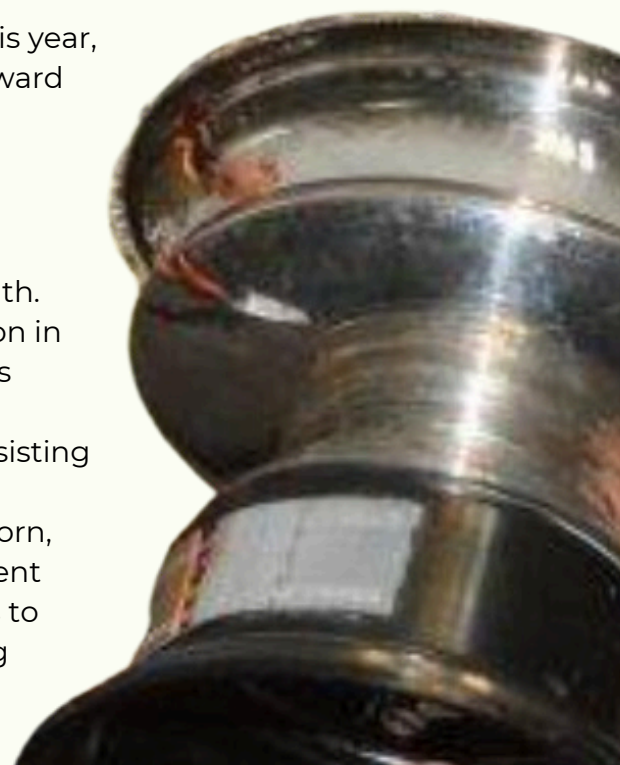 is year,
ward
th.
on in
s
sisting
orn,
ent
to
g